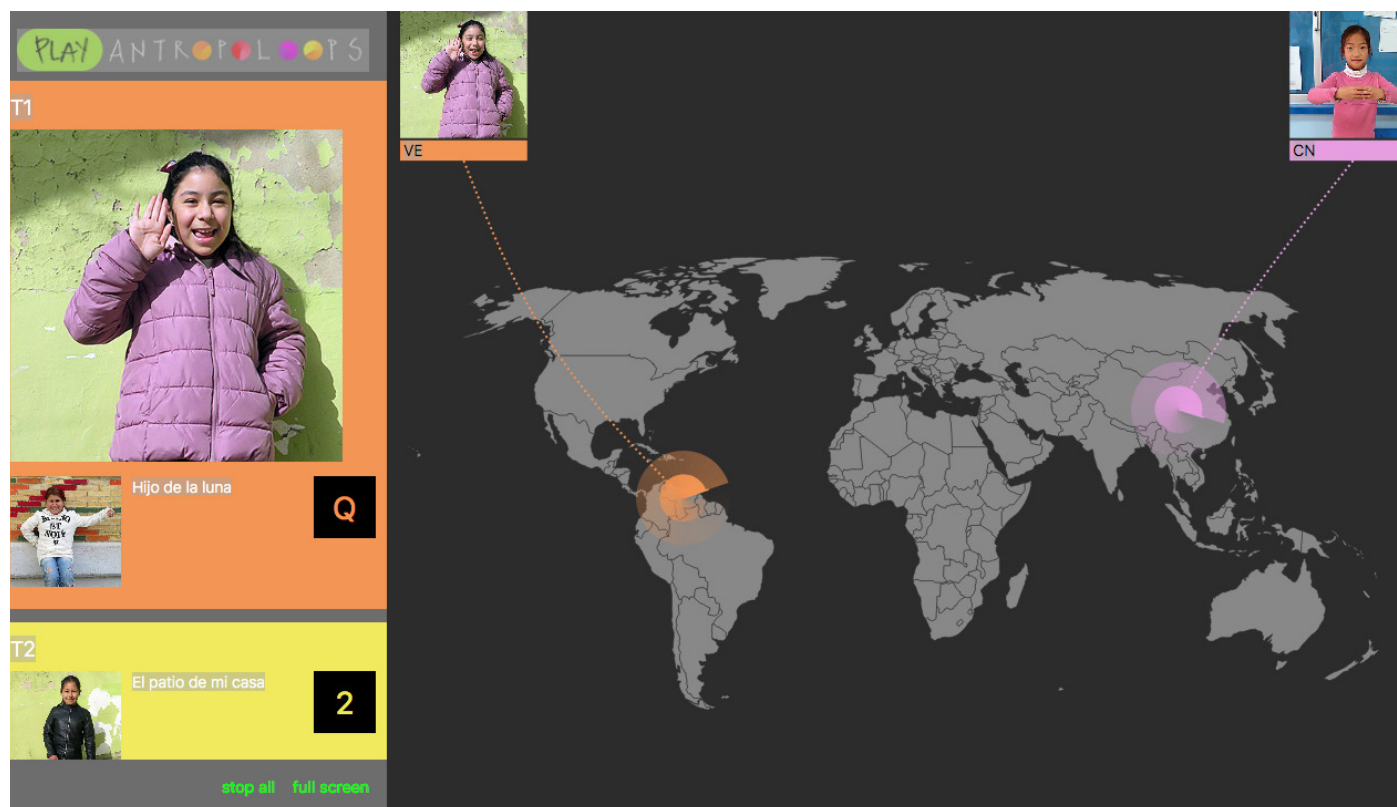 PLAY ANTROPOLOOPS
T1
Hijo de la luna
Q
T2
El patio de mi casa
2
stop all full screen
VE
CN